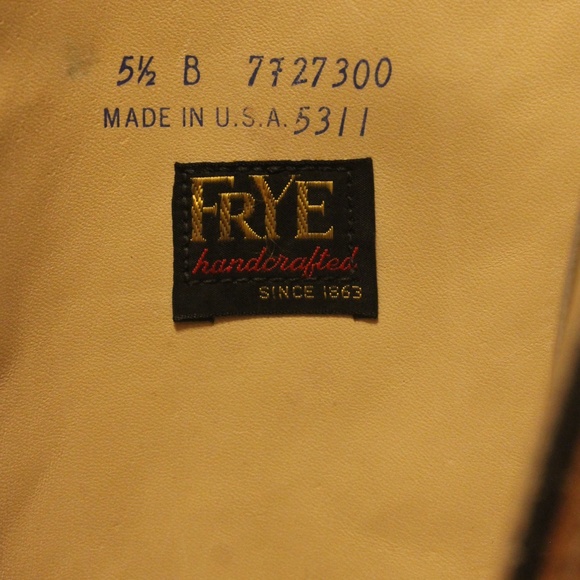 5½ B 7727300
MADE IN U.S.A. 5311
FRYE
handcrafted
SINCE 1863